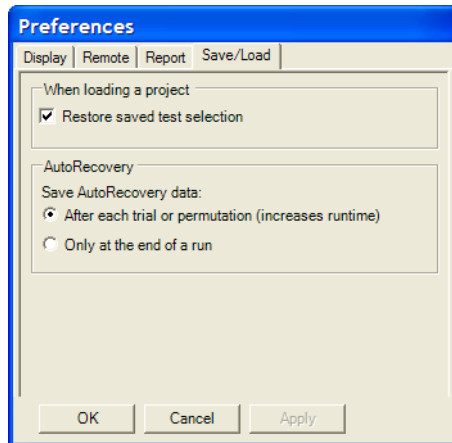 Preferences
Display Remote Report Save/Load
When loading a project
Restore saved test selection
AutoRecovery
Save AutoRecovery data:
After each trial or permutation (increases runtime)
Only at the end of a run
OK Cancel Apply